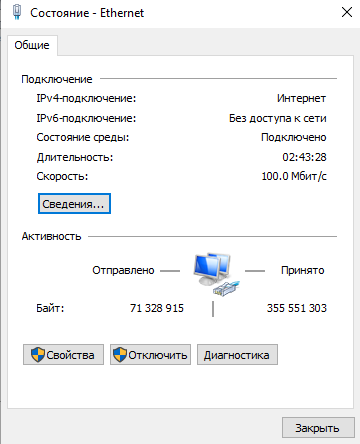 Состояние - Ethernet
Общие
Подключение
IPv4-подключение: Интернет
IPv6-подключение: Без доступа к сети
Состояние среды: Подключено
Длительность: 02:43:28
Скорость: 100.0 Мбит/с
Сведения...
Активность
Отправлено — Принято
Байт: 71 328 915 | 355 551 303
Свойства Отключить Диагностика
Закрыть